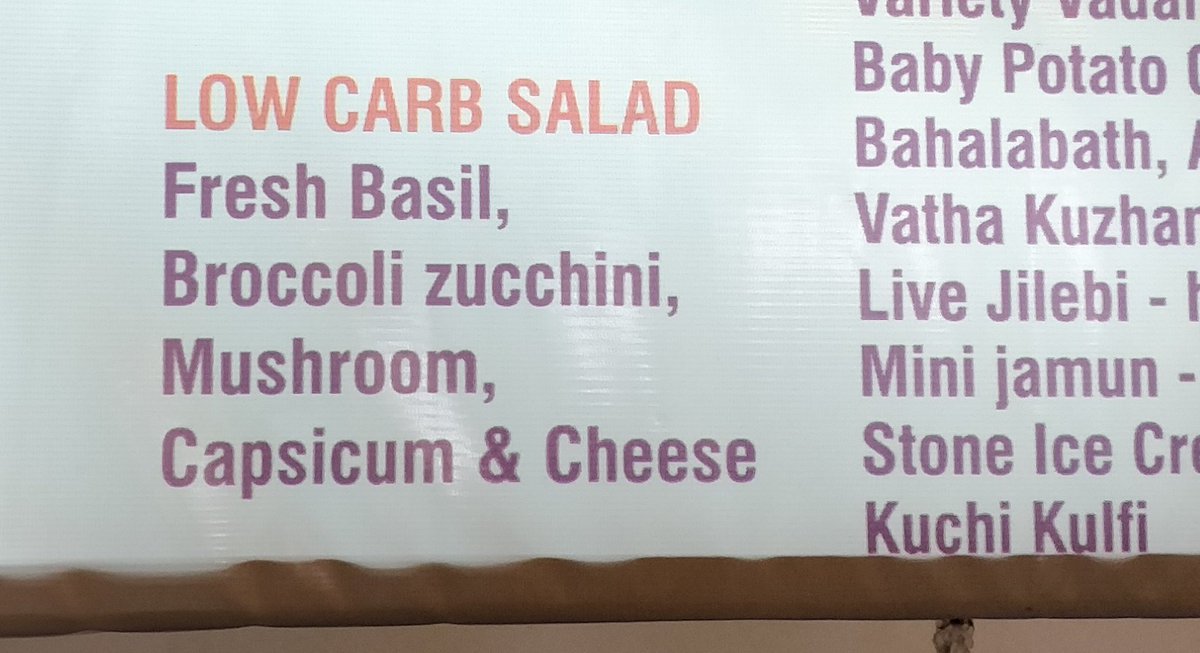 LOW CARB SALAD
Fresh Basil,
Broccoli zucchini,
Mushroom,
Capsicum & Cheese
Variety
Baby Potato
Bahalabath,
Vatha
Live Jilebi -
Mini jamun -
Stone Ice
Kuchi Kulfi